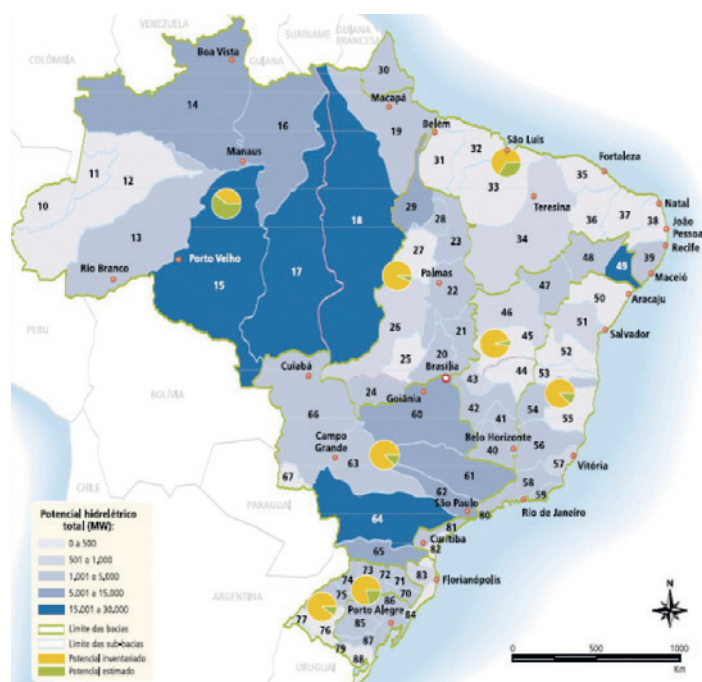 VENEZUELA
SURINAME
GUIANA
FRANCESA
COLÔMBIA
GUIANA
Boa Vista
30
Macapá
14
16
19
Belém
São Luís
Manaus
32
31
Fortaleza
11
12
33
35
10
Natal
Teresina
29
28
36
37
38
João
Pessoa
13
18
23
34
Recife
27
48
49
39
Porto Velho
17
Palmas
47
Maceió
Rio Branco
15
22
46
50
Aracaju
PERU
26
21
45
51
Salvador
25
20
44
52
Cuiabá
Brasília
43
53
BOLÍVIA
24
Goiânia
66
60
42
54
55
41
Campo
Grande
Belo Horizonte
40
56
63
61
57
Vitória
CHILE
67
62
58
São Paulo
59
PARAGUAI
80
Rio de Janeiro
64
81
Curitiba
82
65
73
72
83
Florianópolis
74
71
ARGENTINA
75
70
86
Porto Alegre
84
77
76
85
87
79
88
URUGUAI
Potencial hidrelétrico
total (MW):
0 a 500
501 a 1,000
1,001 a 5,000
5,001 a 15,000
15,001 a 30,000
Limite das bacias
Limite das sub-bacias
Potencial inventariado
Potencial estimado
N
0
500
1000
Km